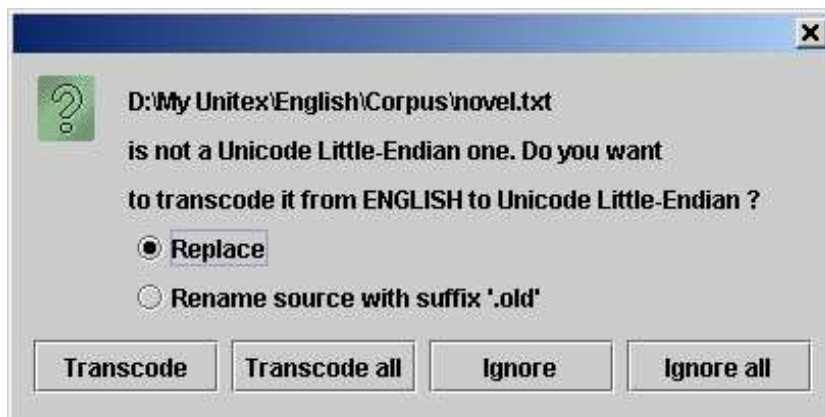 D:\My Unitex\English\Corpus\novel.txt
is not a Unicode Little-Endian one. Do you want
to transcode it from ENGLISH to Unicode Little-Endian ?
Replace
Rename source with suffix '.old'
Transcode Transcode all Ignore Ignore all